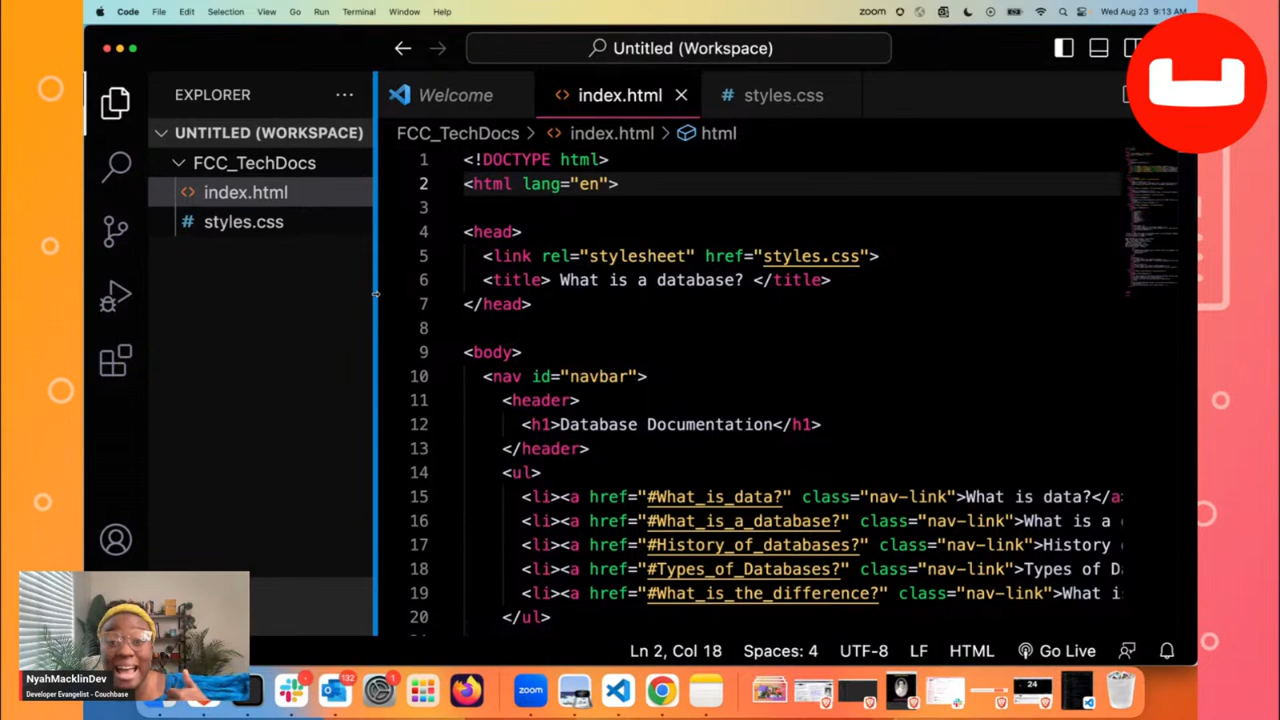 Code File Edit Selection View Go Run Terminal Window Help zoom Wed Aug 23 9:13 AM
Untitled (Workspace)
EXPLORER
Welcome
index.html
styles.css
UNTITLED (WORKSPACE)
FCC_TechDocs
index.html
styles.css
FCC_TechDocs > index.html > html
1 <!DOCTYPE html>
2 <html lang="en">
3
4 <head>
5 <link rel="stylesheet" href="styles.css">
6 <title> What is a database? </title>
7 </head>
8
9 <body>
10 <nav id="navbar">
11 <header>
12 <h1>Database Documentation</h1>
13 </header>
14 <ul>
15 <li><a href="#What_is_data?" class="nav-link">What is data?</a>
16 <li><a href="#What_is_a_database?" class="nav-link">What is a
17 <li><a href="#History_of_databases?" class="nav-link">History
18 <li><a href="#Types_of_Databases?" class="nav-link">Types of
19 <li><a href="#What_is_the_difference?" class="nav-link">What
20 </ul>
Ln 2, Col 18 Spaces: 4 UTF-8 LF HTML Go Live
NyahMacklinDev
Developer Evangelist - Couchbase
132
1
zoom
24